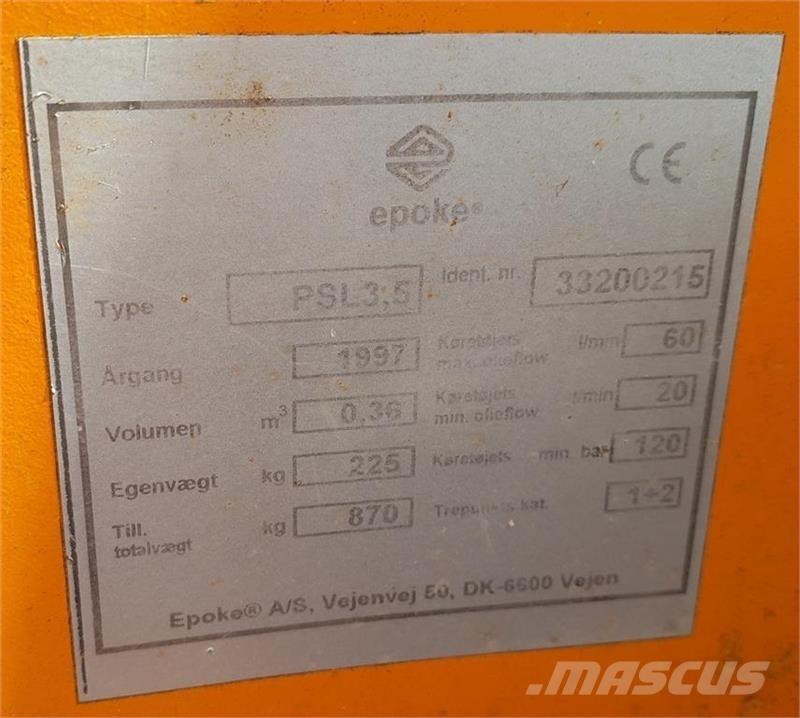 epoke®
CE
Type PSL3,5 Ident. nr. 33200215
Årgang 1997 Køretøjets max. olieflow l/min 60
Volumen m³ 0,36 Køretøjets min. olieflow l/min 20
Egenvægt kg 225 Køretøjets min. bar 120
Till. totalvægt kg 870 Trepunkts kat. 1÷2
Epoke® A/S, Vejenvej 50, DK-6600 Vejen
MASCUS